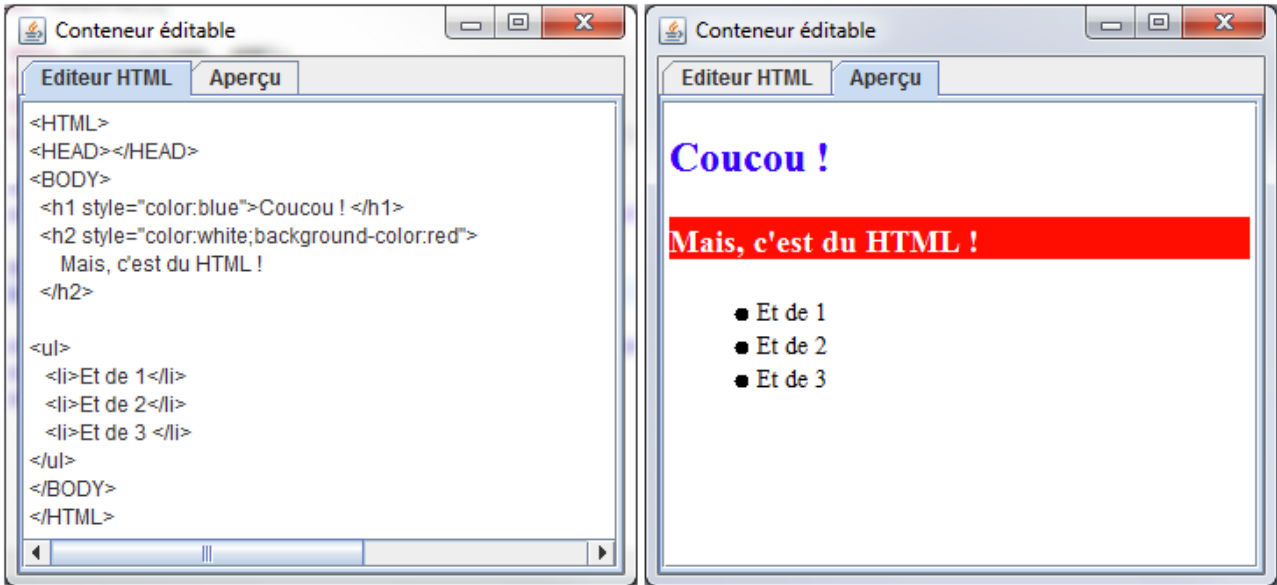 Conteneur éditable
Editeur HTML Aperçu
<HTML>
<HEAD></HEAD>
<BODY>
<h1 style="color:blue">Coucou ! </h1>
<h2 style="color:white;background-color:red">
Mais, c'est du HTML !
</h2>
<ul>
<li>Et de 1</li>
<li>Et de 2</li>
<li>Et de 3 </li>
</ul>
</BODY>
</HTML>
Conteneur éditable
Editeur HTML Aperçu
Coucou !
Mais, c'est du HTML !
Et de 1
Et de 2
Et de 3